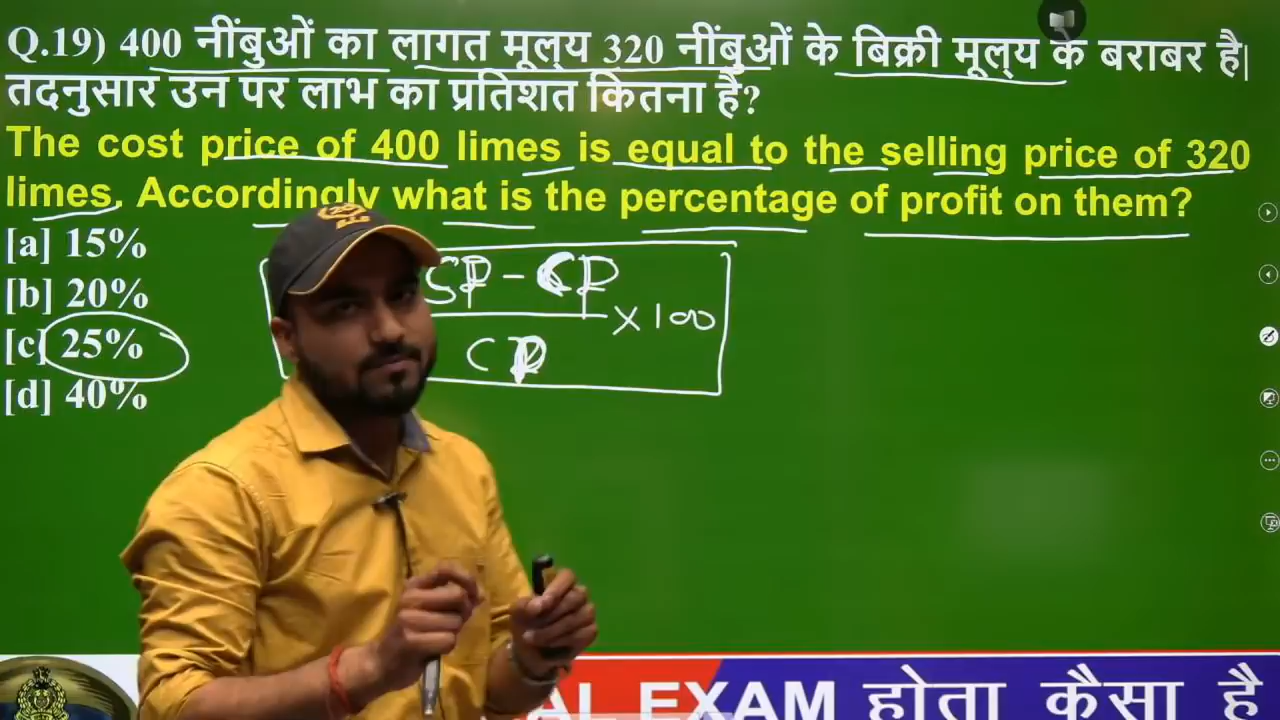 Q.19) 400 नींबुओं का लागत मूल्य 320 नींबुओं के बिक्री मूल्य के बराबर है|
तदनुसार उन पर लाभ का प्रतिशत कितना है?
The cost price of 400 limes is equal to the selling price of 320
limes. Accordingly what is the percentage of profit on them?
[a] 15%
[b] 20%
[c] 25%
[d] 40%
SP - CP
× 100
CP
AL EXAM होता कैसा है